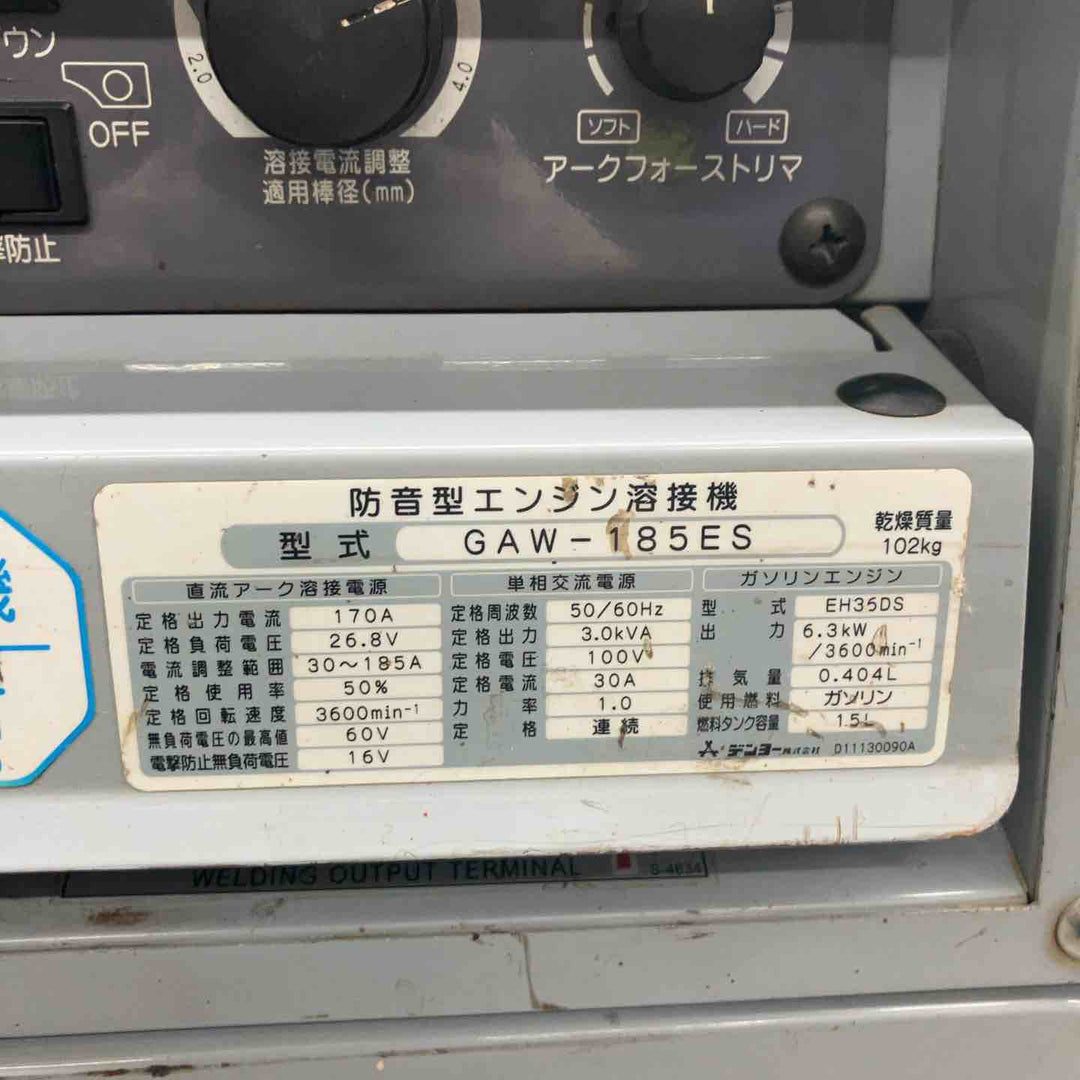 ウン
OFF
防止
2.0
4.0
溶接電流調整
適用棒径(mm)
ソフト
ハード
アークフォーストリマ
防音型エンジン溶接機
型式 GAW-185ES
乾燥質量
102kg
直流アーク溶接電源
定格出力電流 170A
定格負荷電圧 26.8V
電流調整範囲 30~185A
定格使用率 50%
定格回転速度 3600min-1
無負荷電圧の最高値 60V
電撃防止無負荷電圧 16V
単相交流電源
定格周波数 50/60Hz
定格出力 3.0kVA
定格電圧 100V
定格電流 30A
力率 1.0
定格 連続
ガソリンエンジン
型式 EH35DS
出力 6.3kW
/3600min-1
排気量 0.404L
使用燃料 ガソリン
燃料タンク容量 15L
デンヨー株式会社 D11130090A
WELDING OUTPUT TERMINAL
S-4634